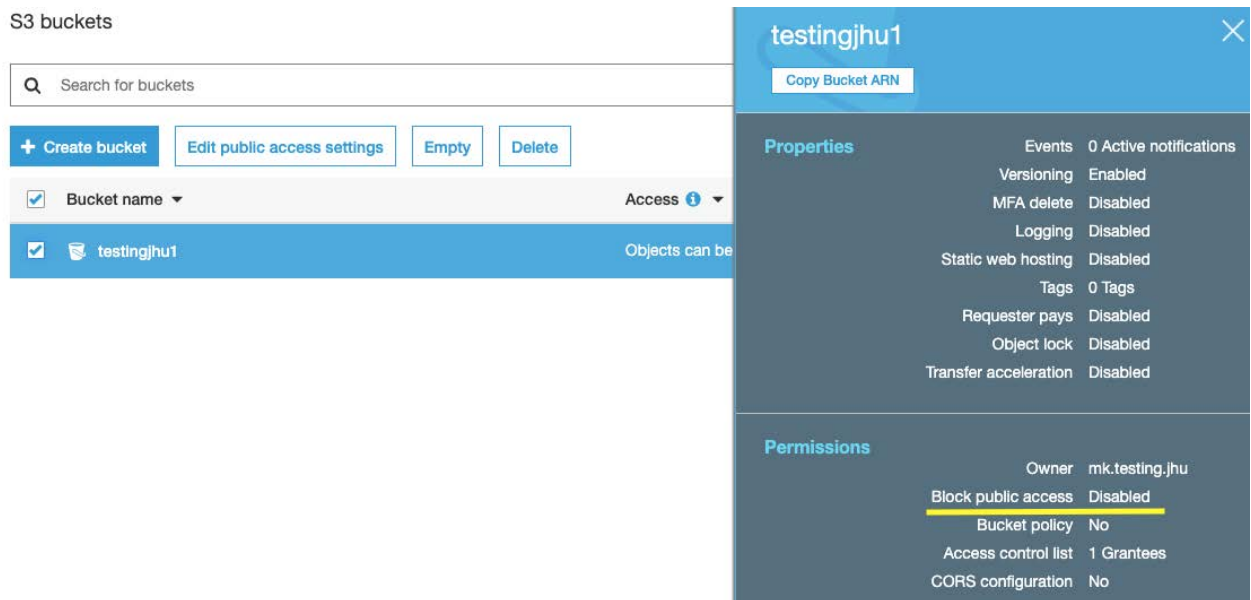 S3 buckets
Search for buckets
+ Create bucket Edit public access settings Empty Delete
Bucket name Access
testingjhu1 Objects can be
testingjhu1
Copy Bucket ARN
Properties
Events 0 Active notifications
Versioning Enabled
MFA delete Disabled
Logging Disabled
Static web hosting Disabled
Tags 0 Tags
Requester pays Disabled
Object lock Disabled
Transfer acceleration Disabled
Permissions
Owner mk.testing.jhu
Block public access Disabled
Bucket policy No
Access control list 1 Grantees
CORS configuration No